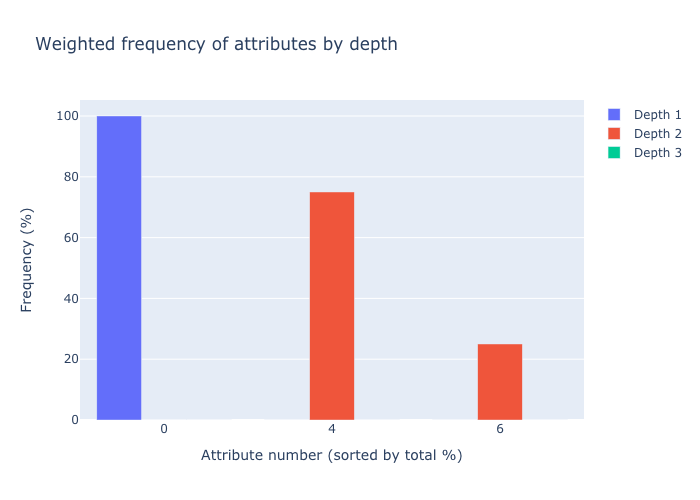 Weighted frequency of attributes by depth
Depth 1
Depth 2
Depth 3
100
80
60
40
20
0
Frequency (%)
0
4
6
Attribute number (sorted by total %)